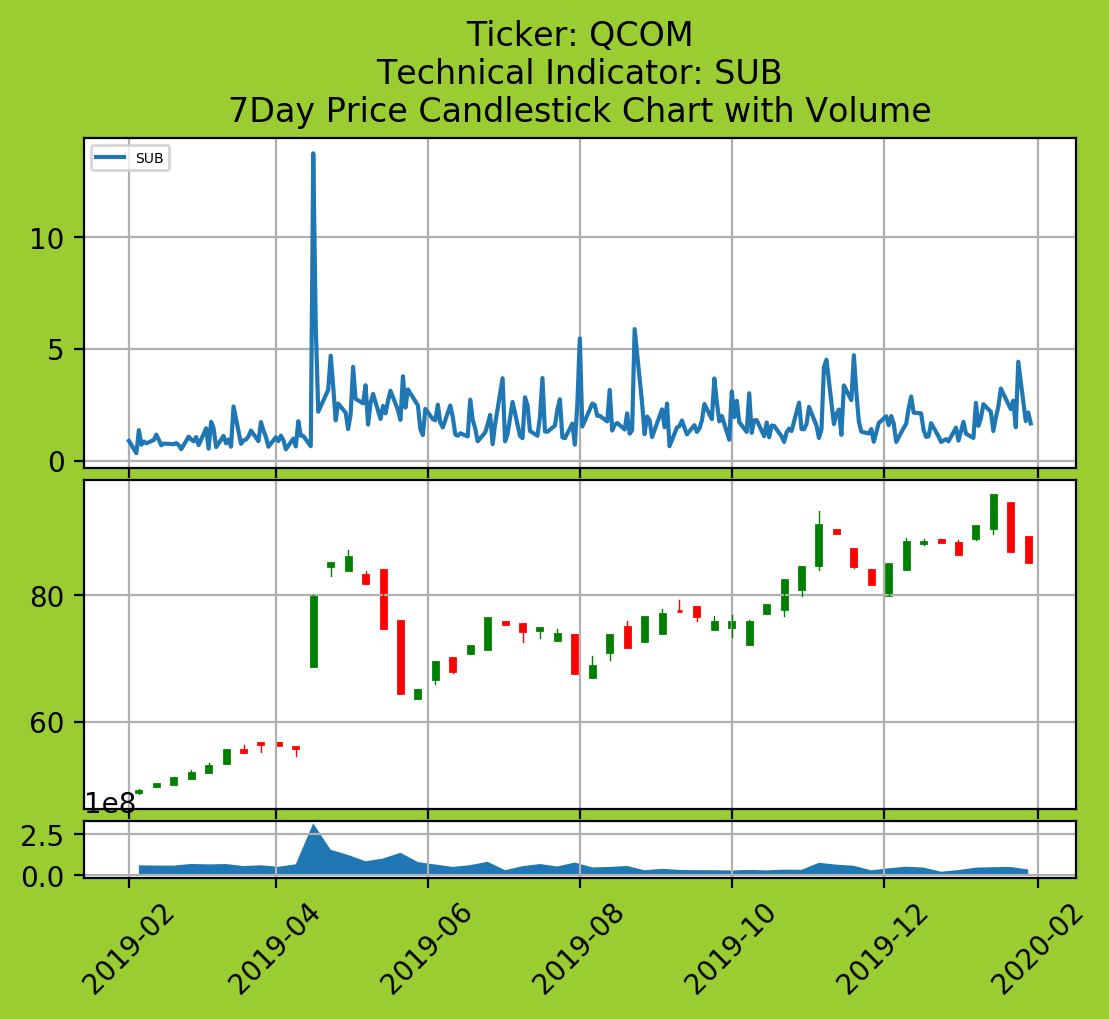 Ticker: QCOM
Technical Indicator: SUB
7Day Price Candlestick Chart with Volume
SUB
10
5
0
80
60
1e8
2.5
0.0
2019-02
2019-04
2019-06
2019-08
2019-10
2019-12
2020-02